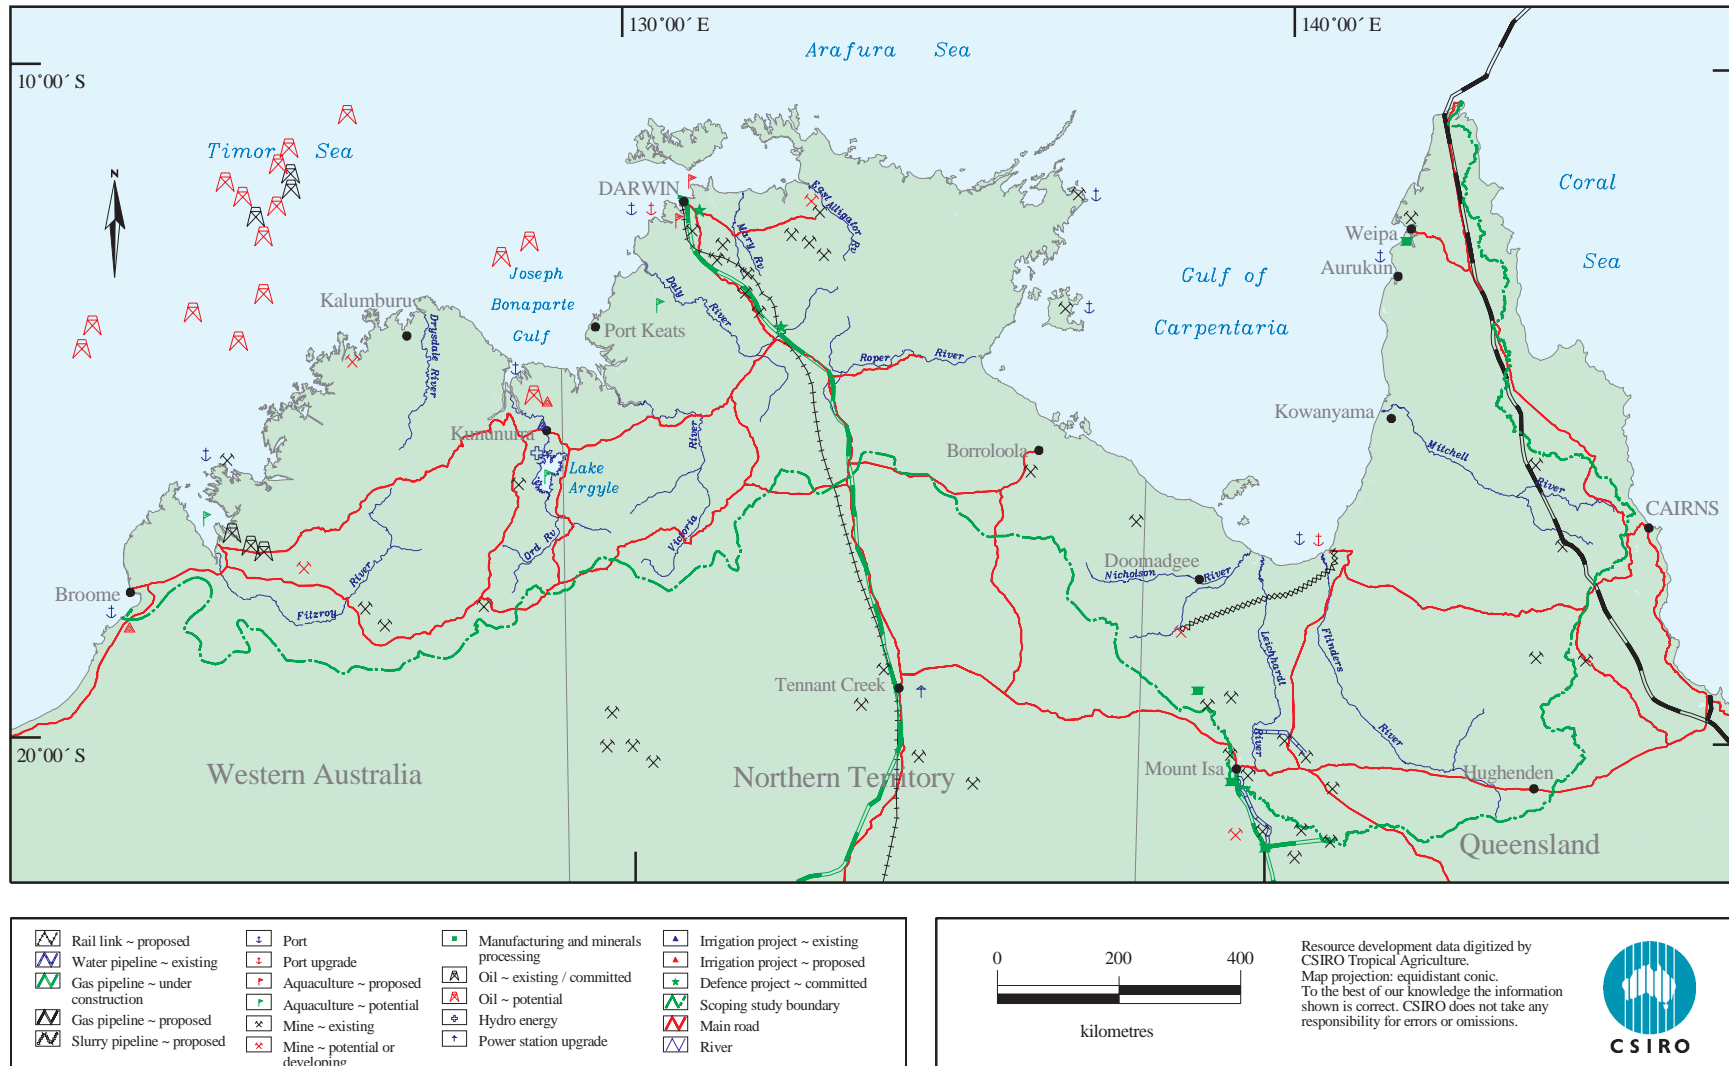 130°00´ E
140°00´ E
Arafura Sea
10°00´ S
Timor Sea
N
DARWIN
East Alligator Rv
Mary Rv
Coral
Sea
Weipa
Aurukun
Gulf of
Carpentaria
Joseph
Bonaparte
Gulf
Kalumburu
Drysdale River
Port Keats
Daly River
Roper River
Kununurra
Lake
Argyle
Ord Rv
Victoria River
Borroloola
Kowanyama
Mitchell River
CAIRNS
Doomadgee
Nicholson River
Broome
Fitzroy River
Leichhardt River
Flinders River
Tennant Creek
20°00´ S
Western Australia
Northern Territory
Mount Isa
Hughenden
Queensland
Rail link ~ proposed
Water pipeline ~ existing
Gas pipeline ~ under
construction
Gas pipeline ~ proposed
Slurry pipeline ~ proposed
Port
Port upgrade
Aquaculture ~ proposed
Aquaculture ~ potential
Mine ~ existing
Mine ~ potential or
developing
Manufacturing and minerals
processing
Oil ~ existing / committed
Oil ~ potential
Hydro energy
Power station upgrade
Irrigation project ~ existing
Irrigation project ~ proposed
Defence project ~ committed
Scoping study boundary
Main road
River
0 200 400
kilometres
Resource development data digitized by
CSIRO Tropical Agriculture.
Map projection: equidistant conic.
To the best of our knowledge the information
shown is correct. CSIRO does not take any
responsibility for errors or omissions.
CSIRO